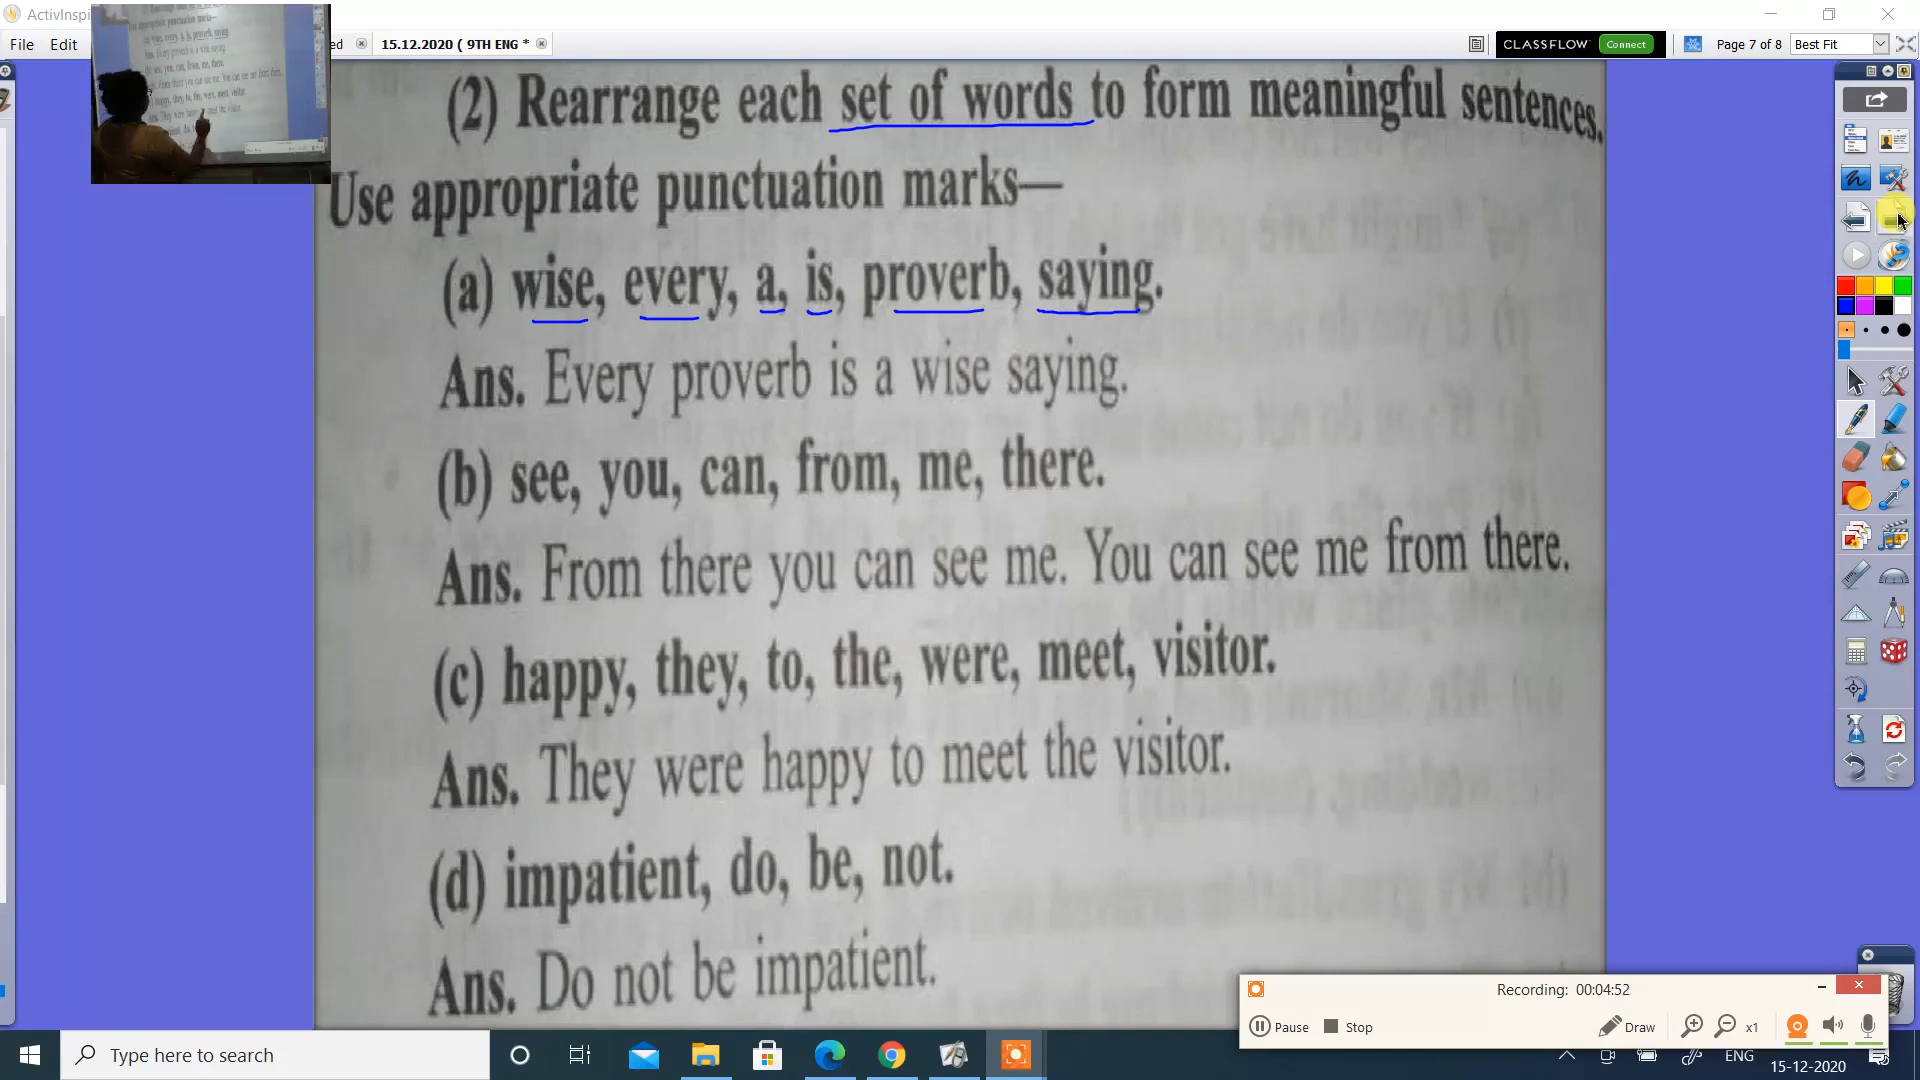 ActivInspi
File Edit ed 15.12.2020 ( 9TH ENG * CLASSFLOW Connect Page 7 of 8 Best Fit
(2) Rearrange each set of words to form meaningful sentences.
Use appropriate punctuation marks—
(a) wise, every, a, is, proverb, saying.
Ans. Every proverb is a wise saying.
(b) see, you, can, from, me, there.
Ans. From there you can see me. You can see me from there.
(c) happy, they, to, the, were, meet, visitor.
Ans. They were happy to meet the visitor.
(d) impatient, do, be, not.
Ans. Do not be impatient.
Recording: 00:04:52
Pause Stop Draw x1
Type here to search
ENG
15-12-2020